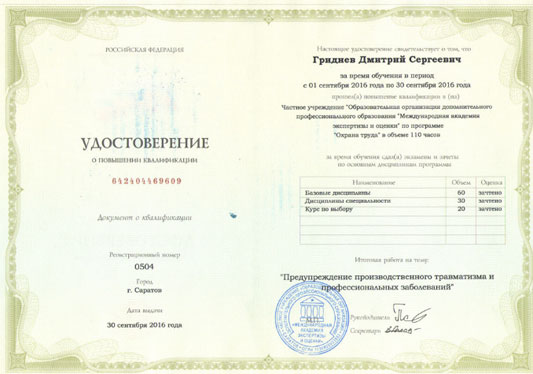 РОССИЙСКАЯ ФЕДЕРАЦИЯ
УДОСТОВЕРЕНИЕ
О ПОВЫШЕНИИ КВАЛИФИКАЦИИ
642404469609
Документ о квалификации
Регистрационный номер
0504
Город
г. Саратов
Дата выдачи
30 сентября 2016 года
Настоящее удостоверение свидетельствует о том, что
Гриднев Дмитрий Сергеевич
за время обучения в период
с 01 сентября 2016 года по 30 сентября 2016 года
прошел(а) повышение квалификации в (на)
Частное учреждение "Образовательная организация дополнительного
профессионального образования "Международная академия
экспертизы и оценки" по программе
"Охрана труда" в объеме 110 часов
за время обучения сдал(а) экзамены и зачеты
по основным дисциплинам программы
Наименование Объем Оценка
Базовые дисциплины 60 зачтено
Дисциплины специальности 30 зачтено
Курс по выбору 20 зачтено
Итоговая работа на тему:
"Предупреждение производственного травматизма и
профессиональных заболеваний"
«МЕЖДУНАРОДНАЯ
АКАДЕМИЯ
ЭКСПЕРТИЗЫ
И ОЦЕНКИ»
Руководитель
Секретарь